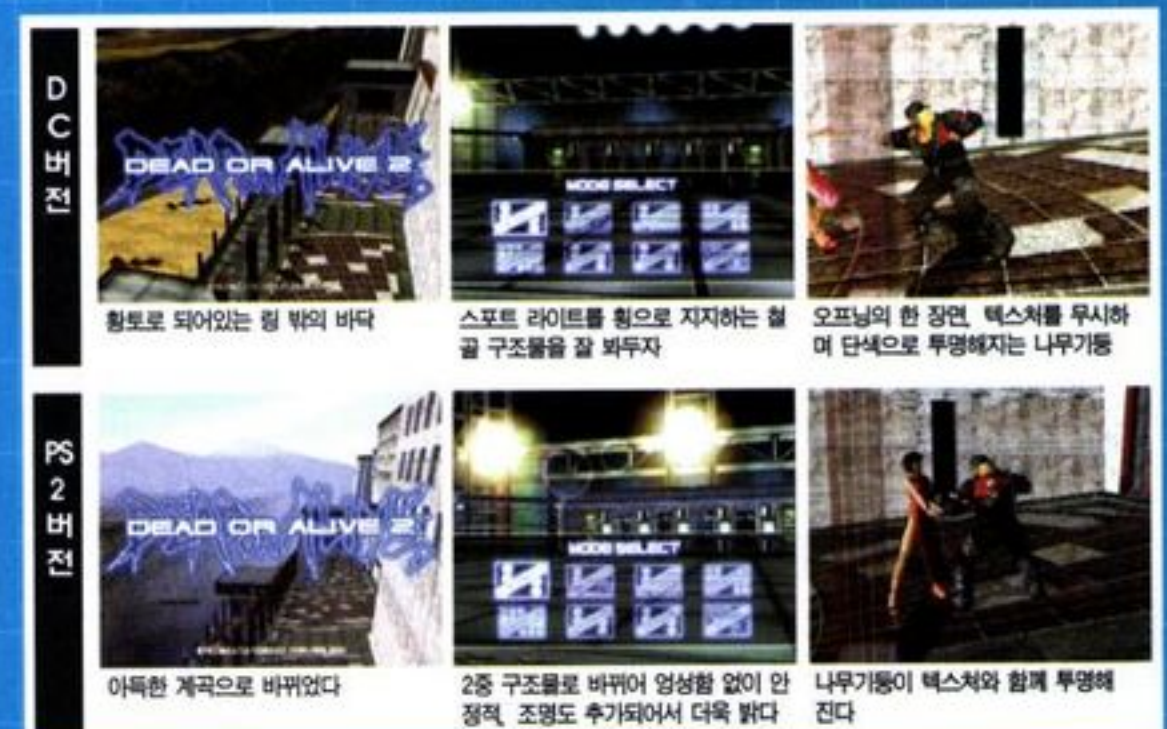 DC버전
DEAD OR ALIVE 2
MODE SELECT
황토로 되어있는 링 밖의 바닥
스포트 라이트를 횡으로 지지하는 철
골 구조물을 잘 봐두자
오프닝의 한 장면, 텍스처를 무시하
며 단색으로 투명해지는 나무기둥
PS2버전
DEAD OR ALIVE 2
MODE SELECT
아득한 계곡으로 바뀌었다
2중 구조물로 바뀌어 엉성함 없이 안
정적, 조명도 추가되어서 더욱 밝다
나무기둥이 텍스처와 함께 투명해
진다